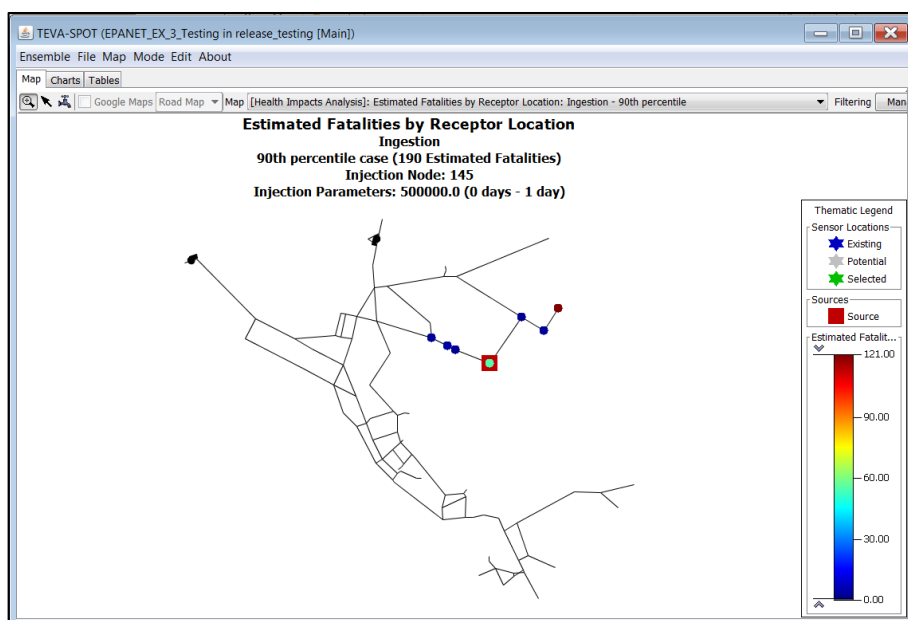 TEVA-SPOT (EPANET_EX_3_Testing in release_testing [Main])
Ensemble File Map Mode Edit About
Map Charts Tables
Google Maps Road Map Map [Health Impacts Analysis]: Estimated Fatalities by Receptor Location: Ingestion - 90th percentile Filtering Man
Estimated Fatalities by Receptor Location
Ingestion
90th percentile case (190 Estimated Fatalities)
Injection Node: 145
Injection Parameters: 500000.0 (0 days - 1 day)
Thematic Legend
Sensor Locations
Existing
Potential
Selected
Sources
Source
Estimated Fatalit...
121.00
90.00
60.00
30.00
0.00